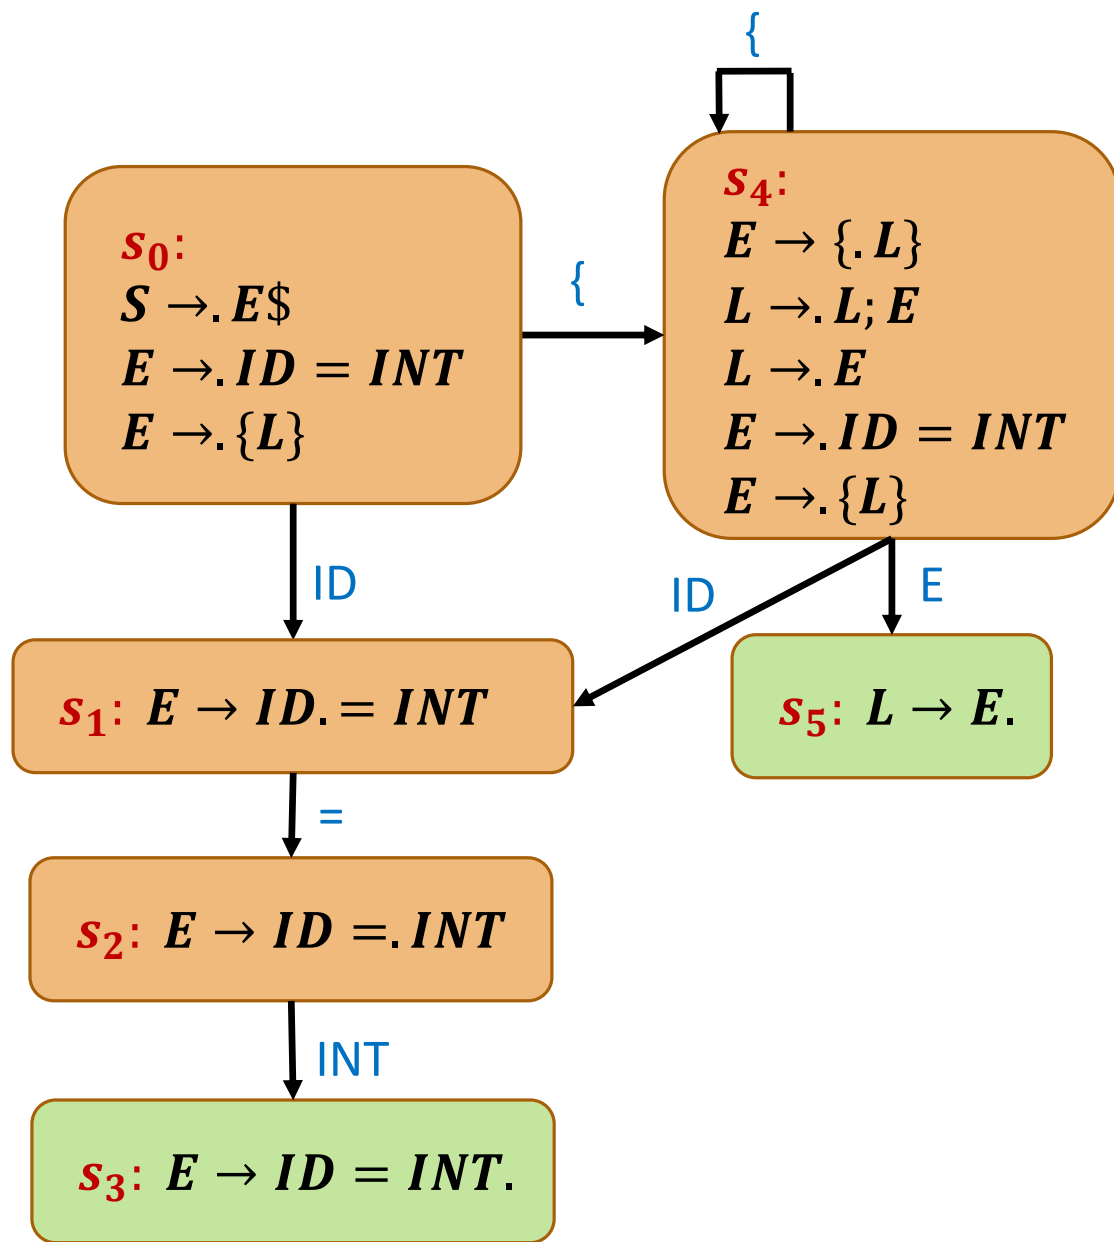 {
s₀:
S →. E$
E →. ID = INT
E →. {L}
{
s₄:
E → {. L}
L →. L; E
L →. E
E →. ID = INT
E →. {L}
ID
ID
E
s₁: E → ID. = INT
s₅: L → E.
=
s₂: E → ID =. INT
INT
s₃: E → ID = INT.